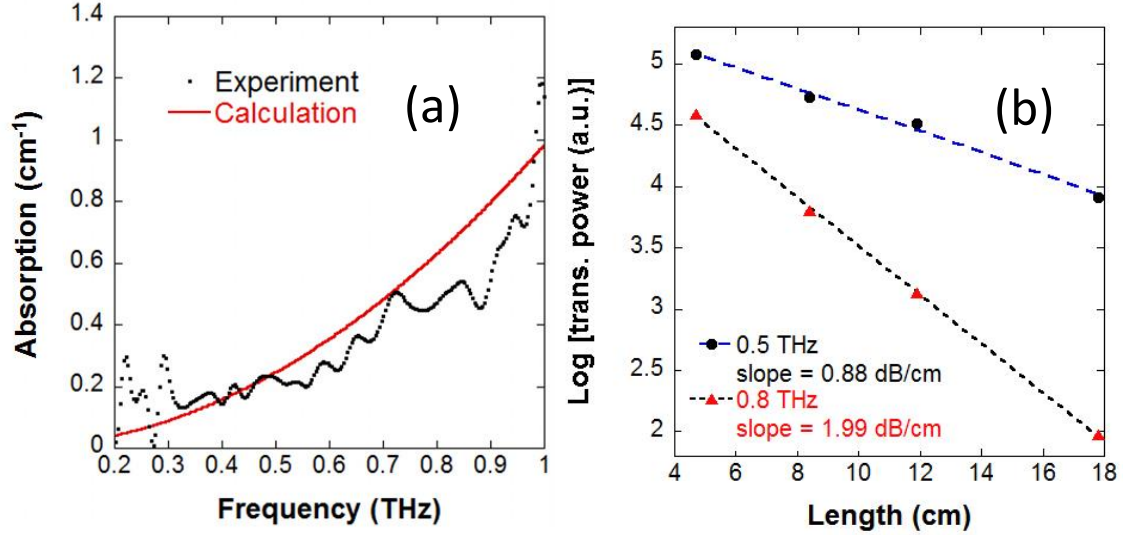 1.4
1.2
1
0.8
0.6
0.4
0.2
0
Absorption (cm-1)
Experiment
Calculation
(a)
0.2 0.3 0.4 0.5 0.6 0.7 0.8 0.9 1
Frequency (THz)
Log [trans. power (a.u.)]
5
4.5
4
3.5
3
2.5
2
(b)
0.5 THz
slope = 0.88 dB/cm
0.8 THz
slope = 1.99 dB/cm
4 6 8 10 12 14 16 18
Length (cm)